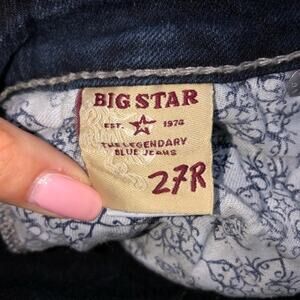 BIG STAR
EST. 1974
THE LEGENDARY
BLUE JEANS
27R